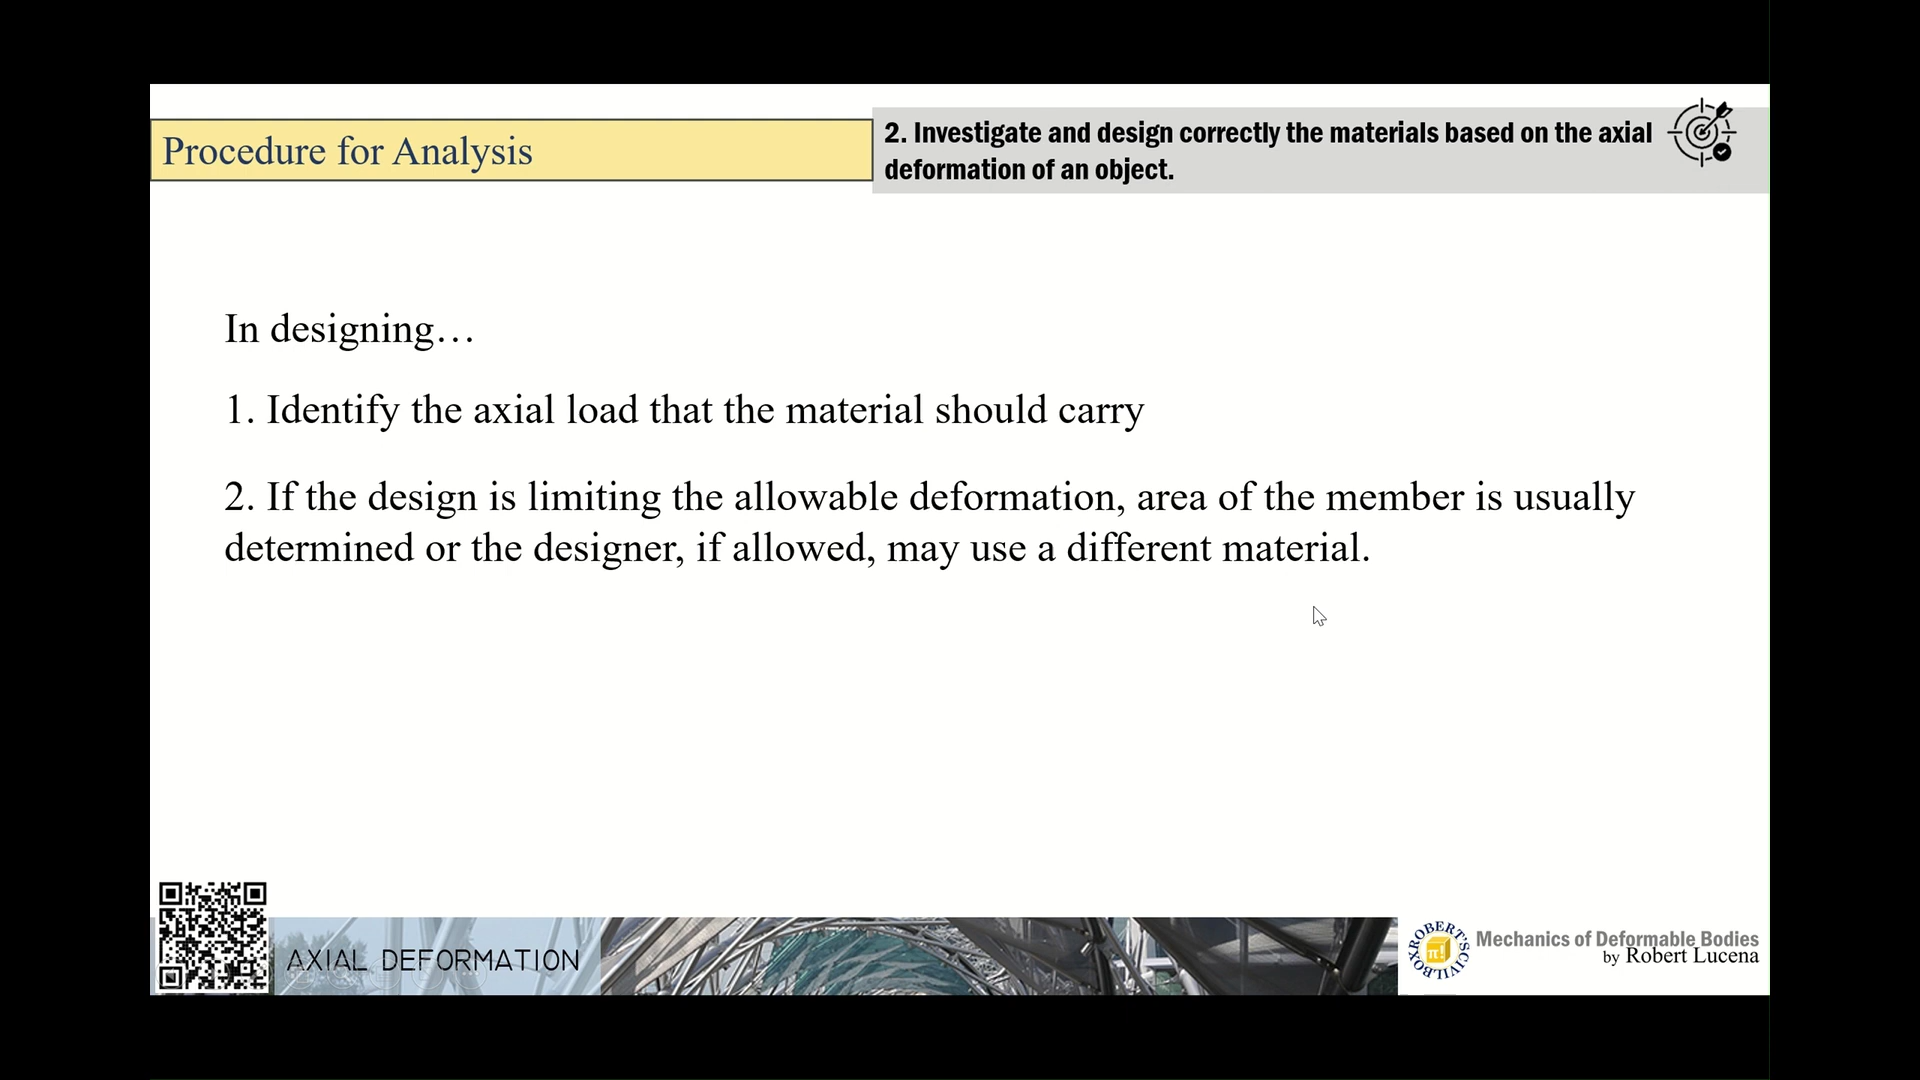 Procedure for Analysis
2. Investigate and design correctly the materials based on the axial
deformation of an object.
In designing…
1. Identify the axial load that the material should carry
2. If the design is limiting the allowable deformation, area of the member is usually
determined or the designer, if allowed, may use a different material.
AXIAL DEFORMATION
ROBERT'S CIVILBOX
π!
Mechanics of Deformable Bodies
by Robert Lucena